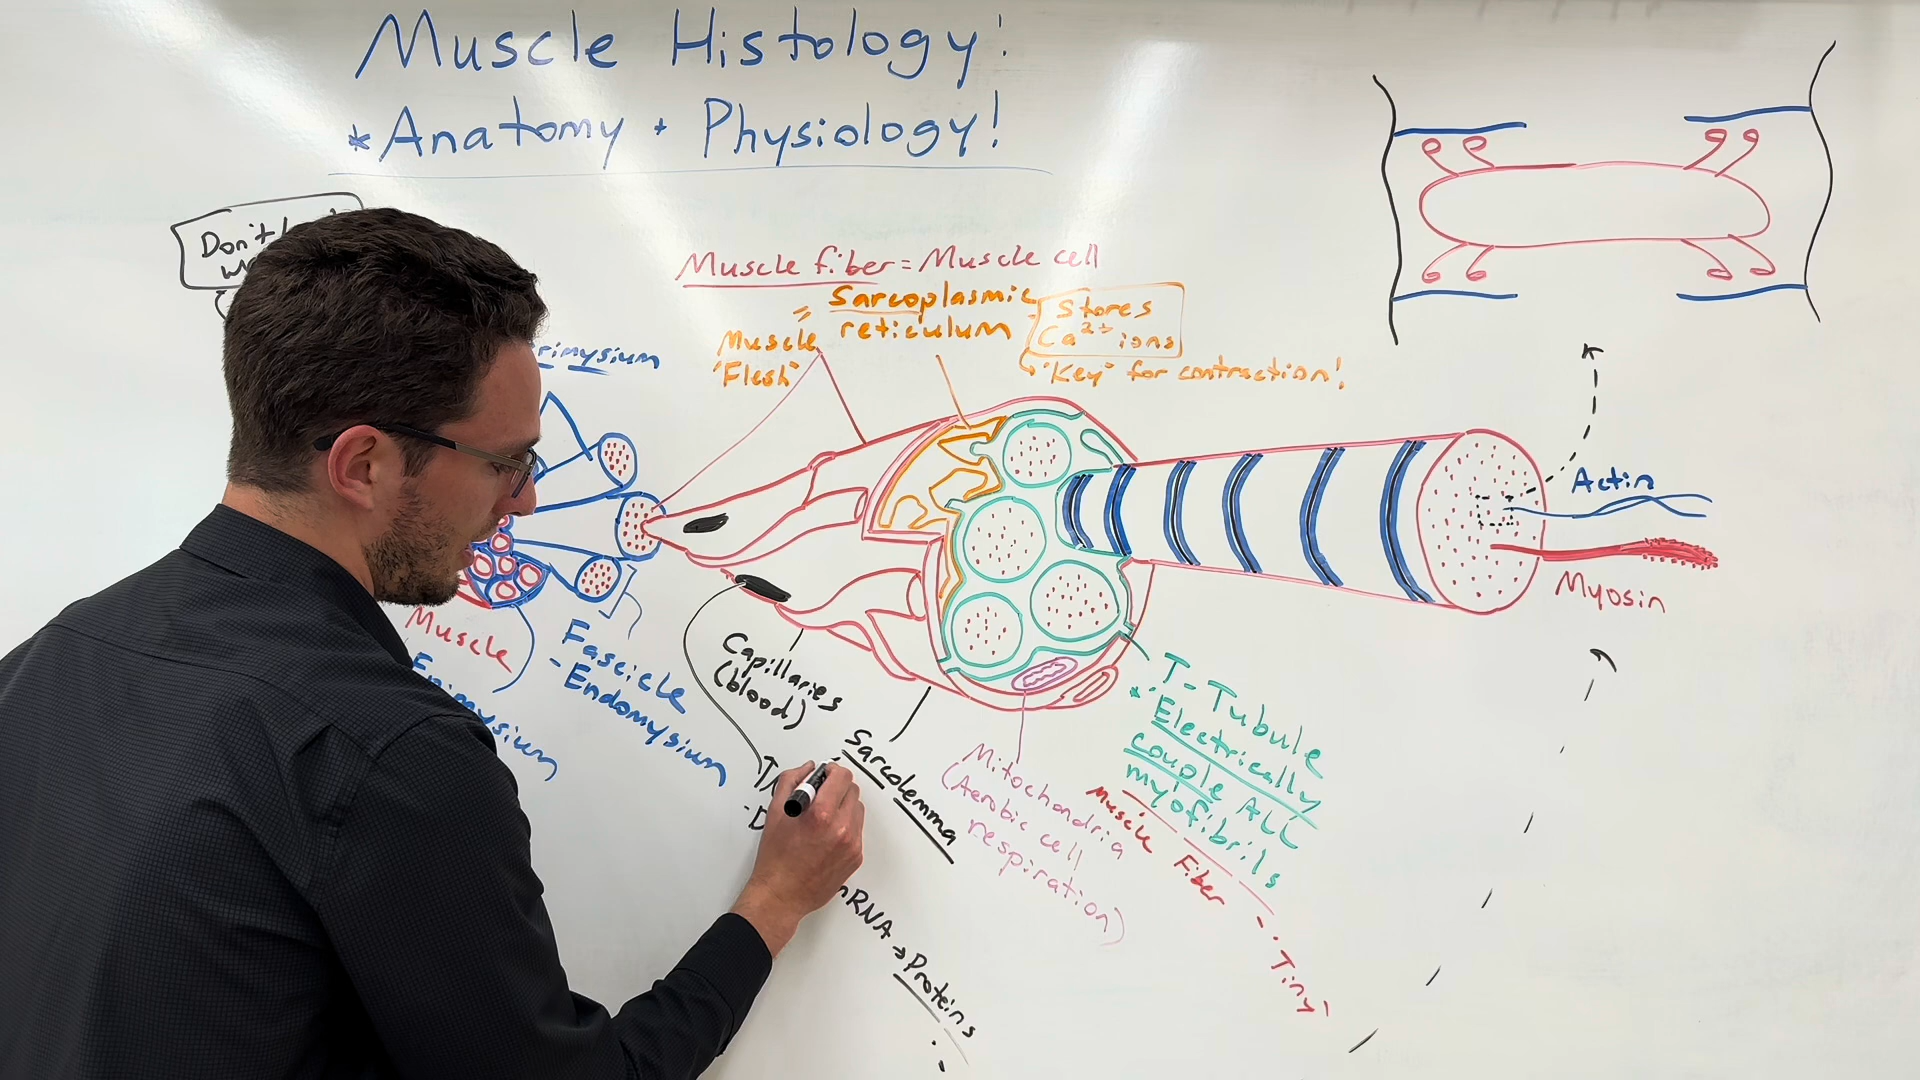 Muscle Histology!
*Anatomy + Physiology!
Don't
Muscle fiber = Muscle cell
= Sarcoplasmic
reticulum
Stores
Ca²⁺ ions
"Key" for contraction!
Muscle
"Flesh"
Actin
Myosin
Muscle
Epimysium
Fascicle
- Endomysium
Capillaries
(blood)
Sarcolemma
Mitochondria
(Aerobic cell
respiration)
T-Tubule
* Electrically
couple ALL
myofibrils
Muscle Fiber
Tiny!
mRNA → Proteins